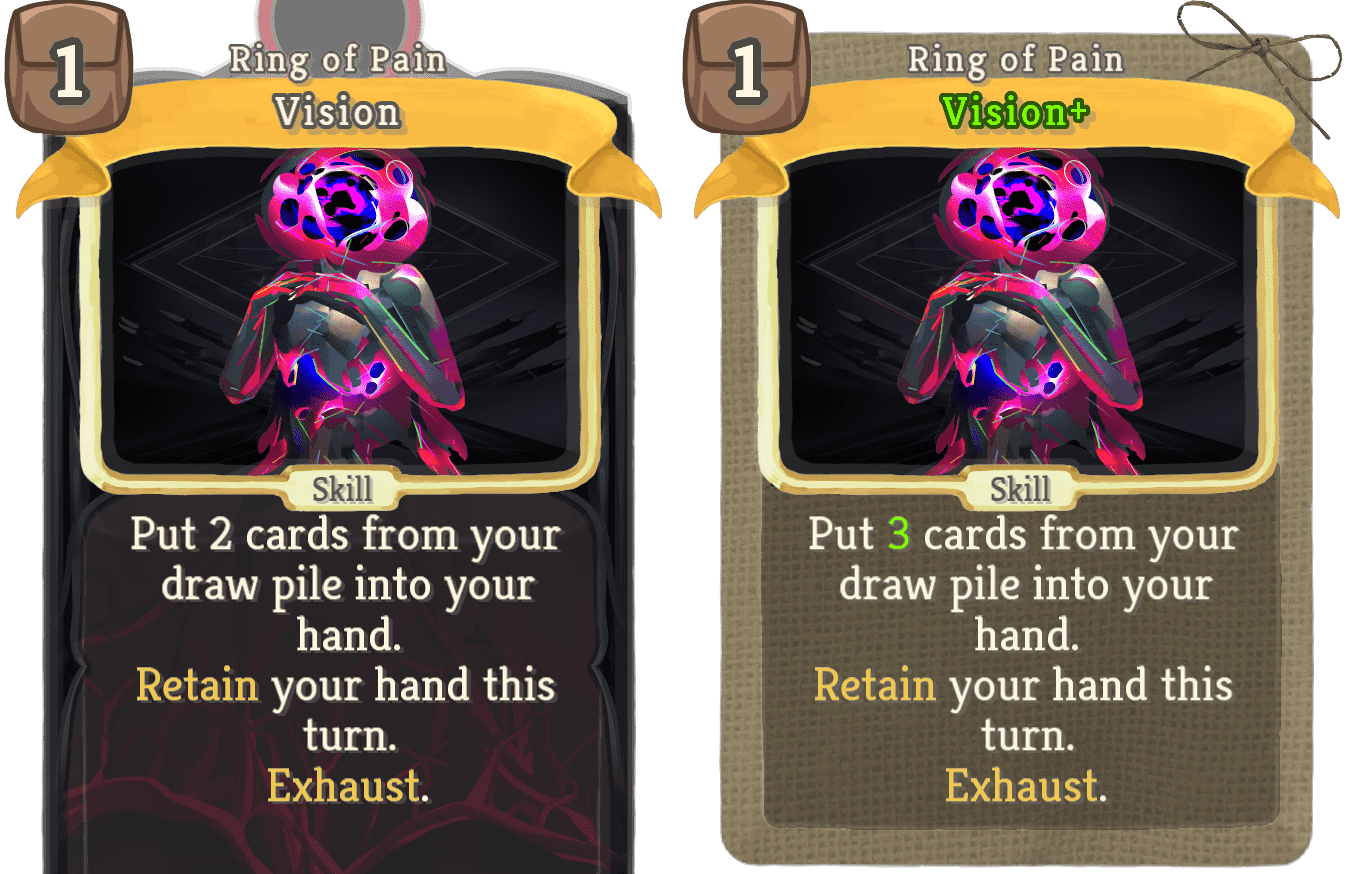 1
Ring of Pain
Vision
Skill
Put 2 cards from your
draw pile into your
hand.
Retain your hand this
turn.
Exhaust.
1
Ring of Pain
Vision+
Skill
Put 3 cards from your
draw pile into your
hand.
Retain your hand this
turn.
Exhaust.